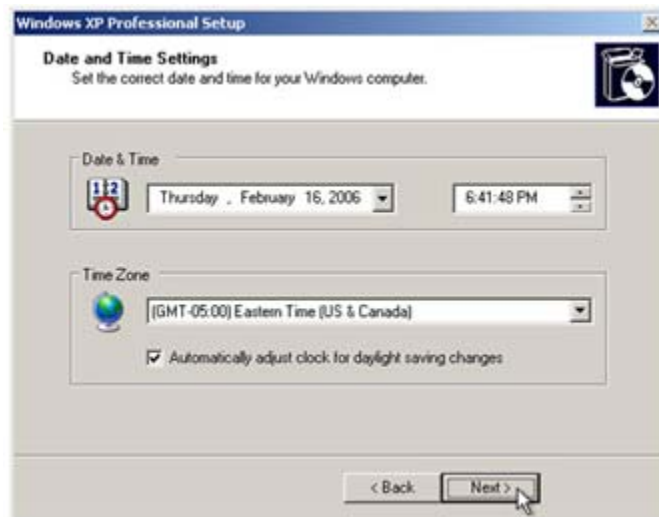 Windows XP Professional Setup
Date and Time Settings
Set the correct date and time for your Windows computer.
Date & Time
12
Thursday , February 16, 2006
6:41:48 PM
Time Zone
(GMT-05:00) Eastern Time (US & Canada)
Automatically adjust clock for daylight saving changes
< Back
Next >